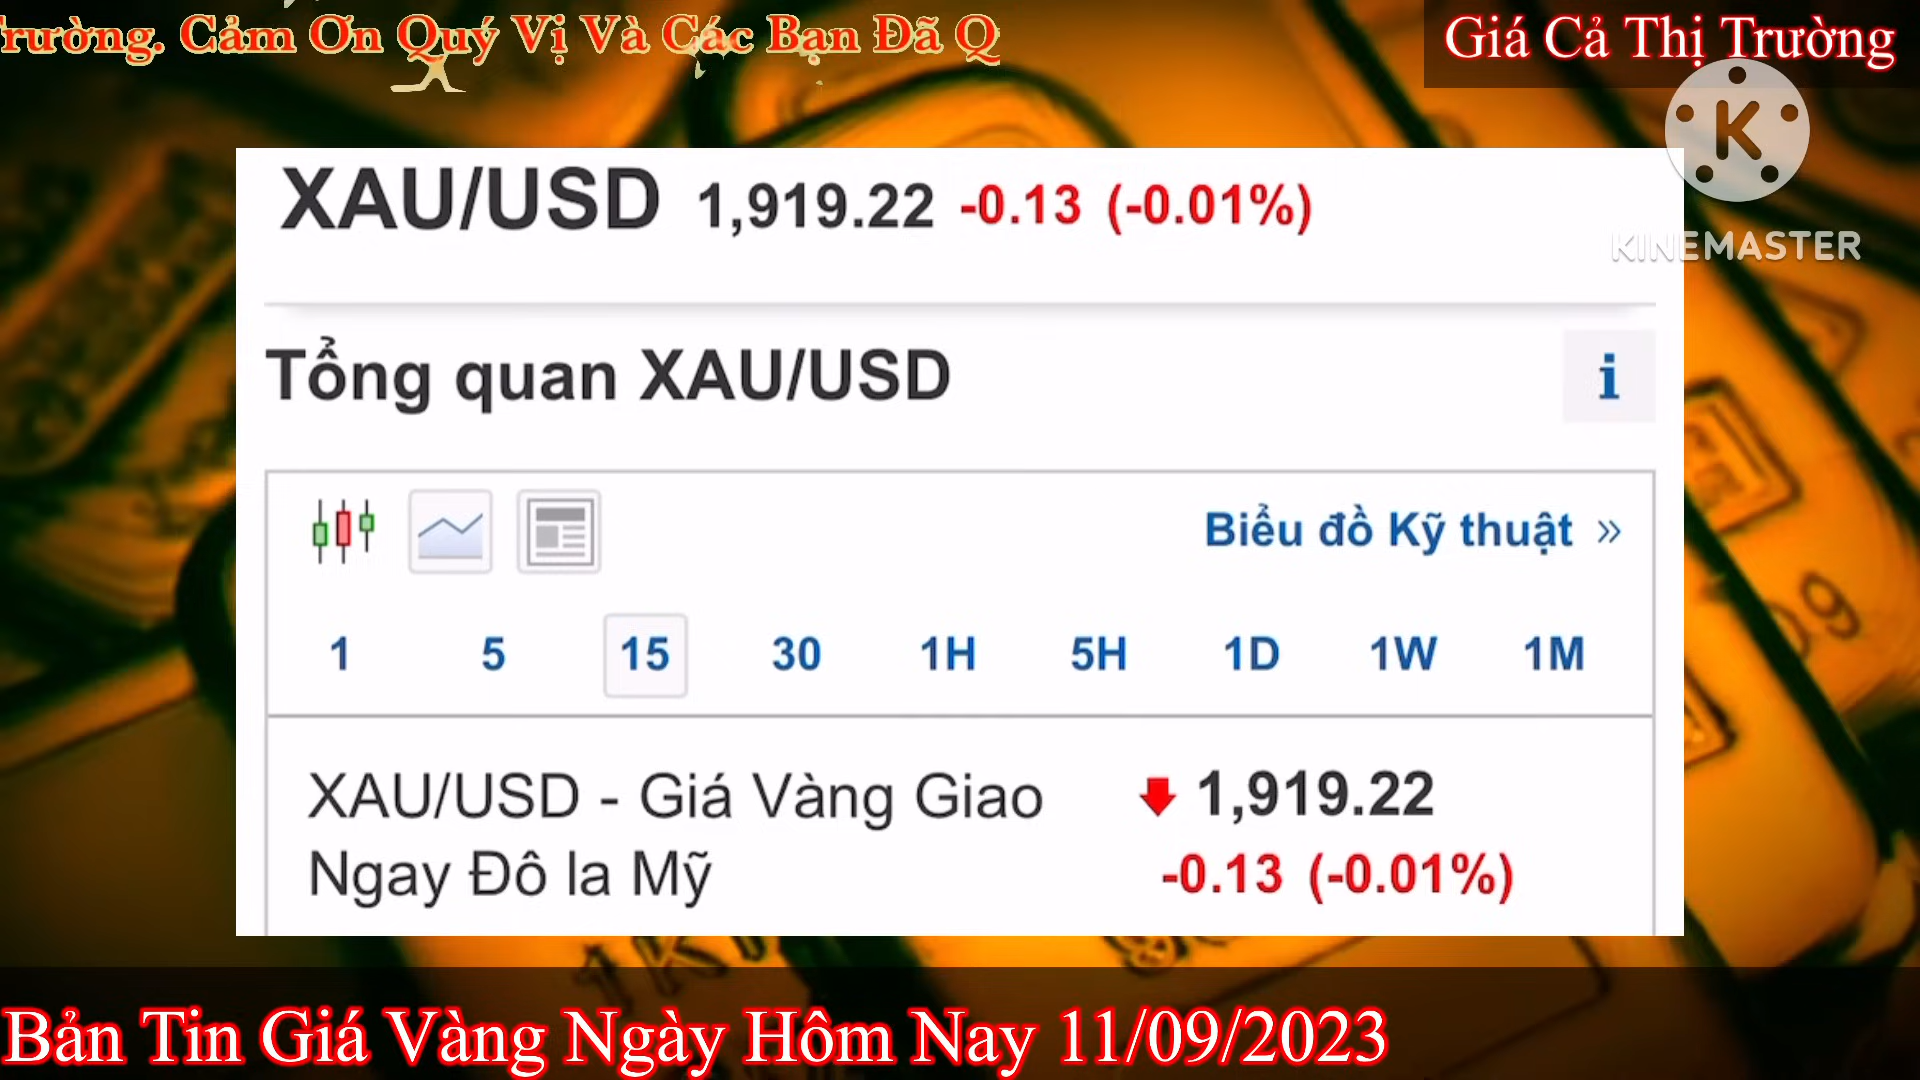 rường. Cảm Ơn Quý Vị Và Các Bạn Đã Q
Giá Cả Thị Trường
K
KINEMASTER
XAU/USD 1,919.22 -0.13 (-0.01%)
Tổng quan XAU/USD
i
Biểu đồ Kỹ thuật »
1 5 15 30 1H 5H 1D 1W 1M
XAU/USD - Giá Vàng Giao
Ngay Đô la Mỹ
1,919.22
-0.13 (-0.01%)
Bản Tin Giá Vàng Ngày Hôm Nay 11/09/2023